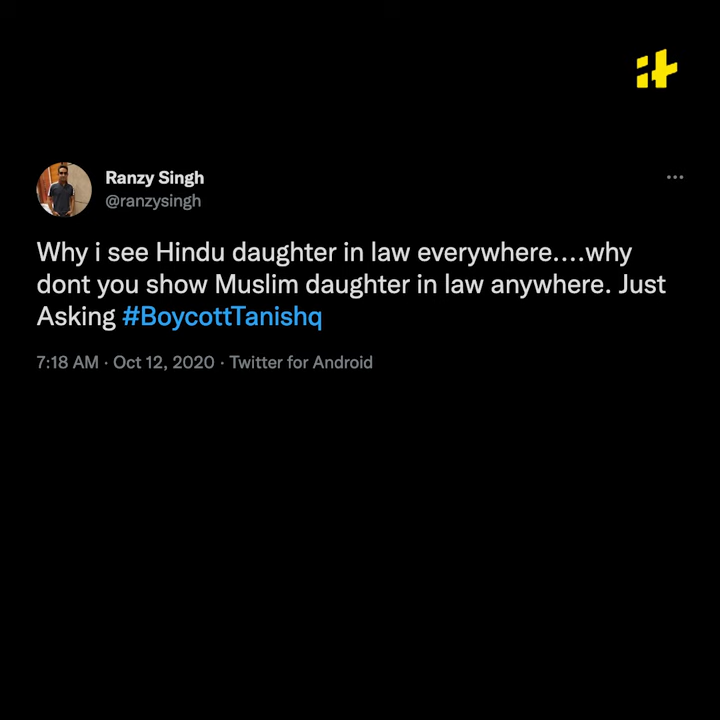 Ranzy Singh
@ranzysingh
Why i see Hindu daughter in law everywhere....why
dont you show Muslim daughter in law anywhere. Just
Asking #BoycottTanishq
7:18 AM · Oct 12, 2020 · Twitter for Android